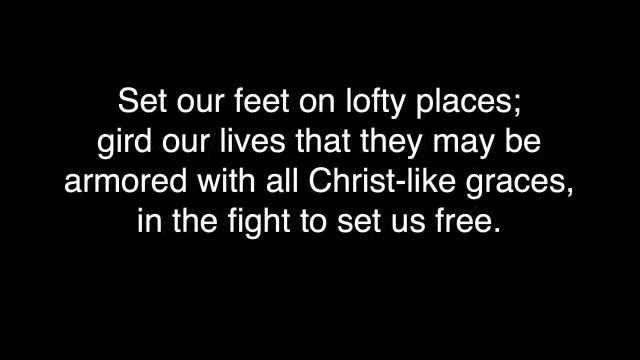 Set our feet on lofty places;
gird our lives that they may be
armored with all Christ-like graces,
in the fight to set us free.